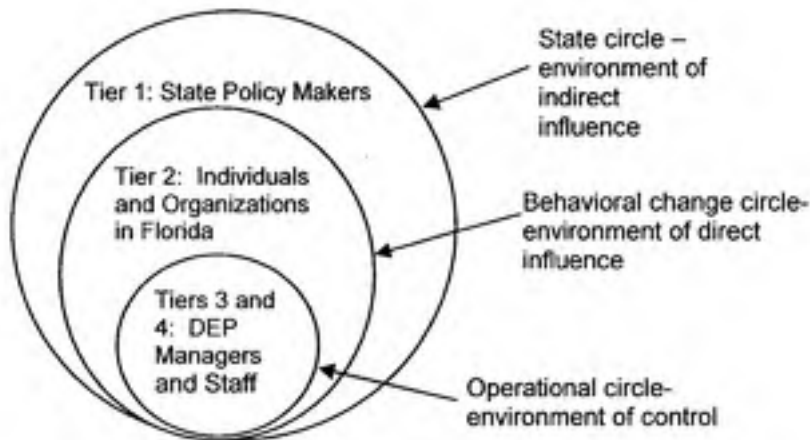 Tier 1: State Policy Makers
Tier 2: Individuals
and Organizations
in Florida
Tiers 3 and
4: DEP
Managers
and Staff
State circle –
environment of
indirect
influence
Behavioral change circle-
environment of direct
influence
Operational circle-
environment of control